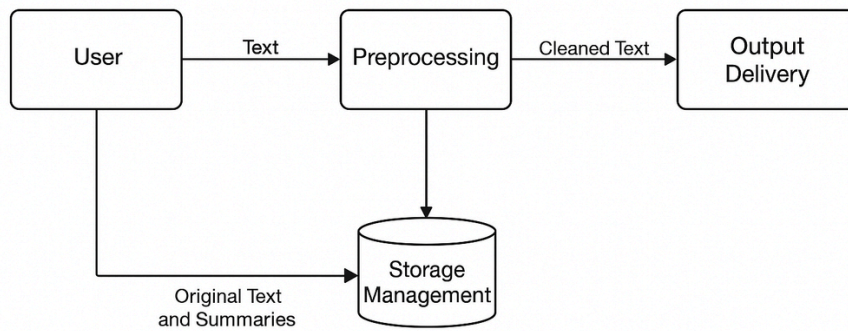 User
Text
Preprocessing
Cleaned Text
Output
Delivery
Storage
Management
Original Text
and Summaries